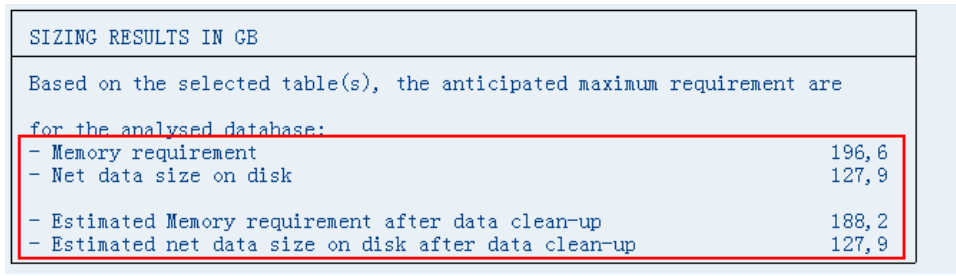 SIZING RESULTS IN GB
Based on the selected table(s), the anticipated maximum requirement are
for the analysed database:
- Memory requirement 196,6
- Net data size on disk 127,9
- Estimated Memory requirement after data clean-up 188,2
- Estimated net data size on disk after data clean-up 127,9